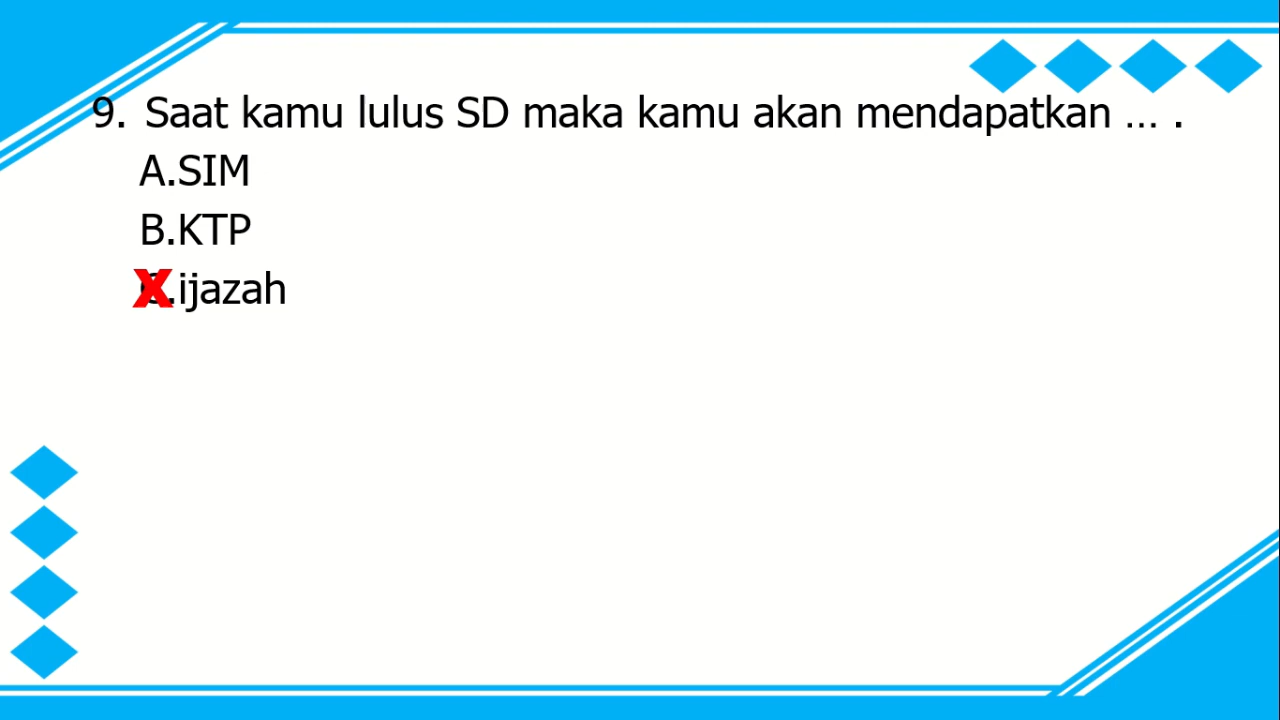 9. Saat kamu lulus SD maka kamu akan mendapatkan ... .
A.SIM
B.KTP
C.ijazah